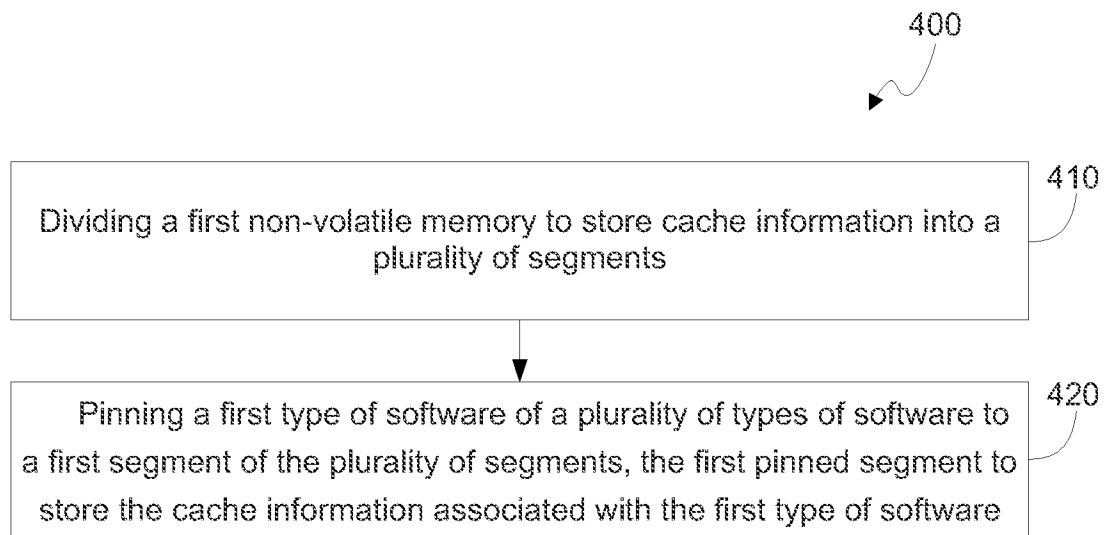 400
410
Dividing a first non-volatile memory to store cache information into a
plurality of segments
420
Pinning a first type of software of a plurality of types of software to
a first segment of the plurality of segments, the first pinned segment to
store the cache information associated with the first type of software